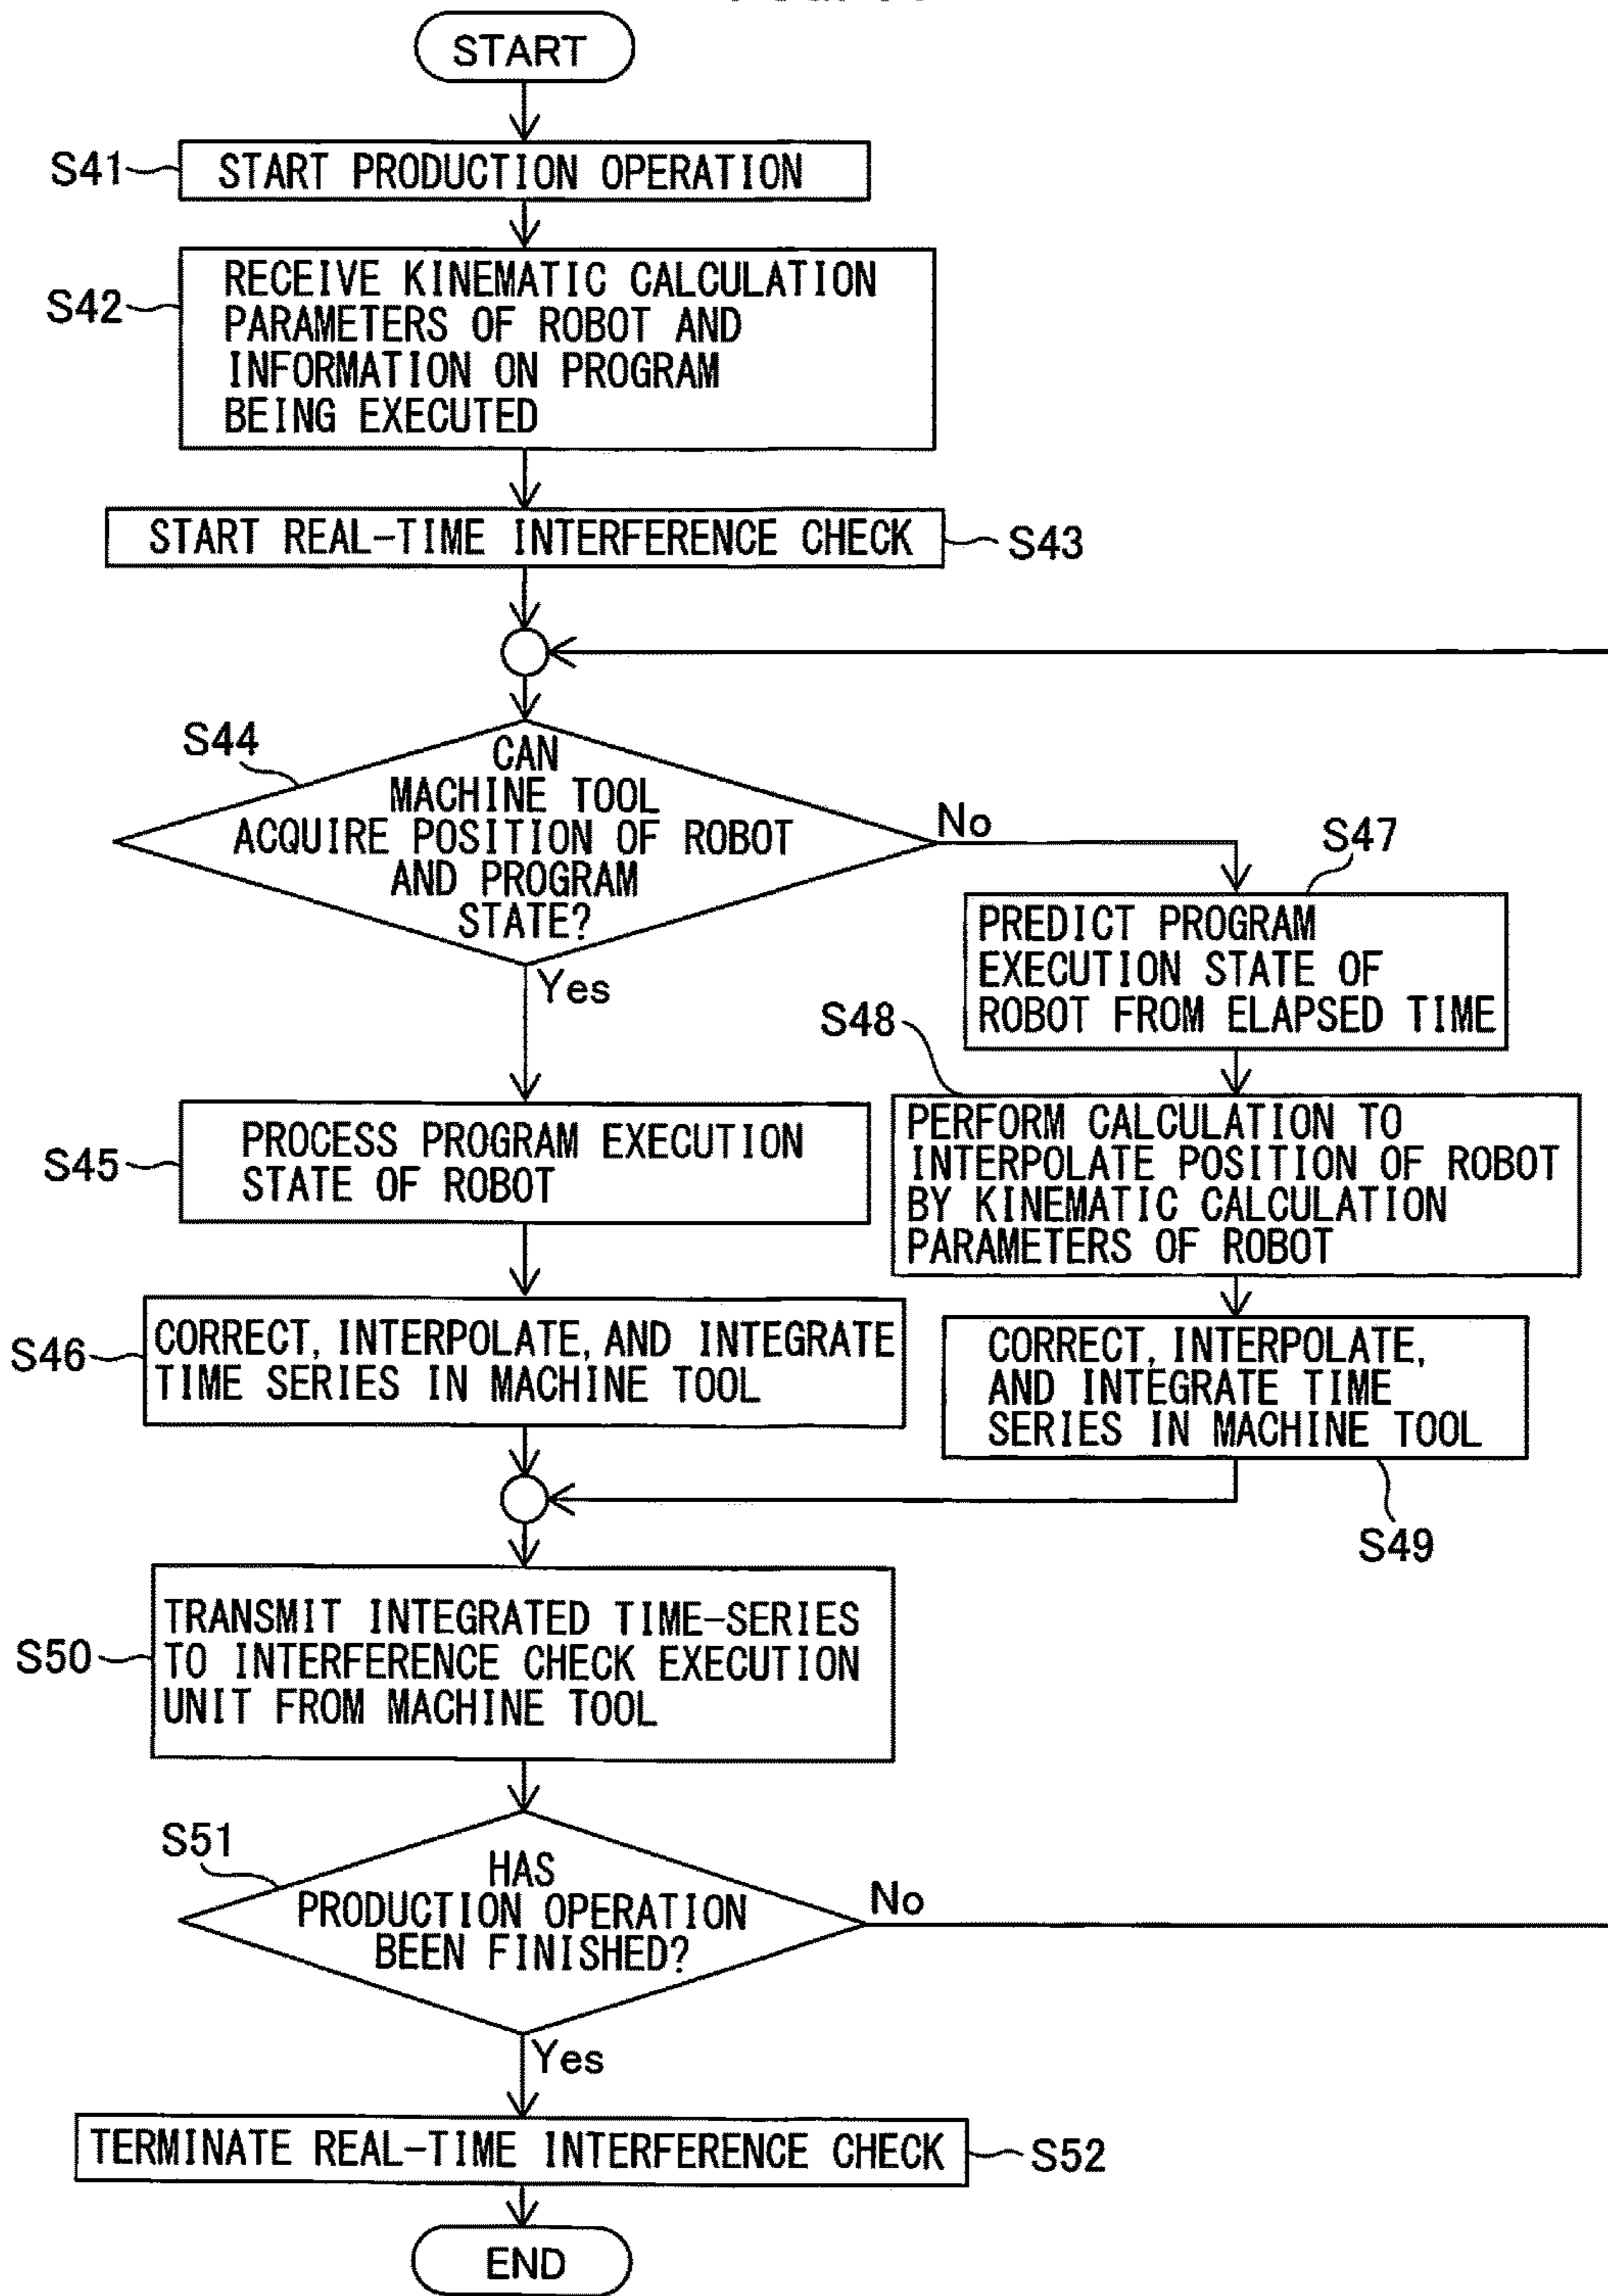 START
S41
START PRODUCTION OPERATION
S42
RECEIVE KINEMATIC CALCULATION
PARAMETERS OF ROBOT AND
INFORMATION ON PROGRAM
BEING EXECUTED
START REAL-TIME INTERFERENCE CHECK
S43
S44
CAN
MACHINE TOOL
ACQUIRE POSITION OF ROBOT
AND PROGRAM
STATE?
No
Yes
S47
PREDICT PROGRAM
EXECUTION STATE OF
ROBOT FROM ELAPSED TIME
S48
PERFORM CALCULATION TO
INTERPOLATE POSITION OF ROBOT
BY KINEMATIC CALCULATION
PARAMETERS OF ROBOT
S45
PROCESS PROGRAM EXECUTION
STATE OF ROBOT
S46
CORRECT, INTERPOLATE, AND INTEGRATE
TIME SERIES IN MACHINE TOOL
CORRECT, INTERPOLATE,
AND INTEGRATE TIME
SERIES IN MACHINE TOOL
S49
S50
TRANSMIT INTEGRATED TIME-SERIES
TO INTERFERENCE CHECK EXECUTION
UNIT FROM MACHINE TOOL
S51
HAS
PRODUCTION OPERATION
BEEN FINISHED?
No
Yes
TERMINATE REAL-TIME INTERFERENCE CHECK
S52
END